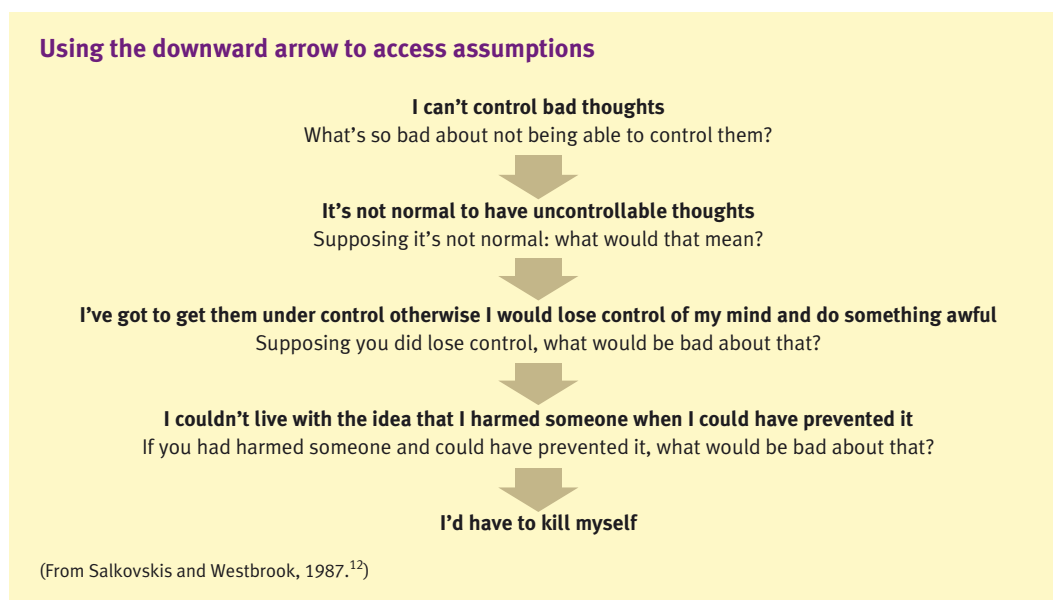 Using the downward arrow to access assumptions
I can’t control bad thoughts
What’s so bad about not being able to control them?
It’s not normal to have uncontrollable thoughts
Supposing it’s not normal: what would that mean?
I’ve got to get them under control otherwise I would lose control of my mind and do something awful
Supposing you did lose control, what would be bad about that?
I couldn’t live with the idea that I harmed someone when I could have prevented it
If you had harmed someone and could have prevented it, what would be bad about that?
I’d have to kill myself
(From Salkovskis and Westbrook, 1987.12)